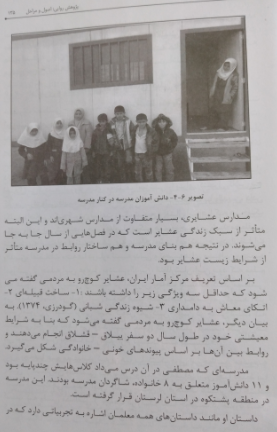 پژوهش بیانی؛ اصول و مراحل ۱۶۵
تصویر ۶-۴- دانش آموزان مدرسه در کنار مدرسه
مدارس عشایری، بسیار متفاوت از مدارس شهری‌اند و این البته
متأثر از سبک زندگی عشایر است که در فصل‌هایی از سال جا به جا
می‌شوند. در نتیجه هم بنای مدرسه و هم ساختار روابط در مدرسه متأثر
از شرایط زیست عشایر بود.
بر اساس تعریف مرکز آمار ایران، عشایر کوچ‌رو به مردمی گفته می
شود که حداقل سه ویژگی زیر را داشته باشند: ۱- ساخت قبیله‌ای ۲-
اتکای معاش به دامداری ۳- شیوه زندگی شبانی (گودرزی، ۱۳۷۴) به
بیان دیگر، عشایر کوچ‌رو به مردمی گفته می‌شود که بنا به شرایط
معیشتی خود در طول سال دو سفر ییلاق – قشلاق انجام می‌دهند و
روابط بین آن‌ها بر اساس پیوندهای خونی – خانوادگی شکل می‌گیرد.
مدرسه‌ای که مصطفی در آن درس می‌داد کلاس‌هایش چندپایه بود
و ۱۱ دانش‌آموز متعلق به ۸ خانواده، شاگردان مدرسه بودند. این مدرسه
در منطقه پشتکوه در استان لرستان قرار گرفته است.
داستان او مانند داستان‌های همه معلمان اشاره به تجربیاتی دارد که در